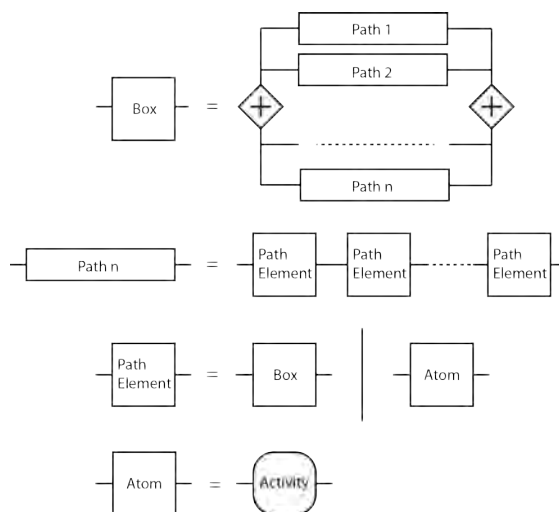 Path 1
Path 2
Box =
Path n
Path n =
Path Path Path
Element Element Element
Path
Element = Box | Atom
Atom = Activity